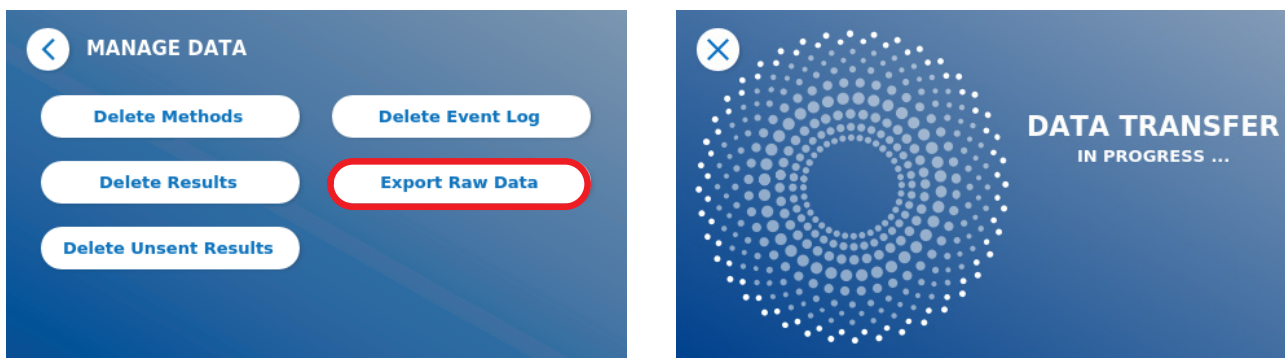 MANAGE DATA
Delete Methods
Delete Event Log
Delete Results
Export Raw Data
Delete Unsent Results
DATA TRANSFER
IN PROGRESS ...